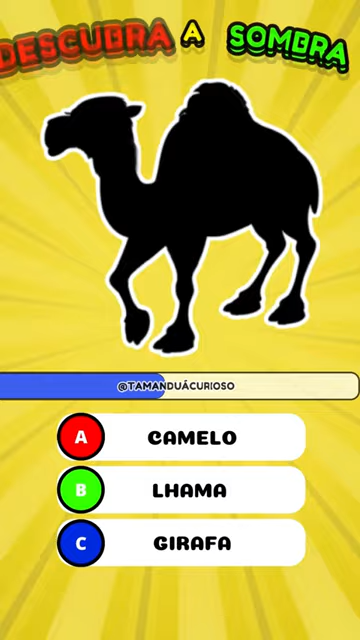 DESCUBRA A SOMBRA
@TAMANDUÁCURIOSO
A CAMELO
B LHAMA
C GIRAFA